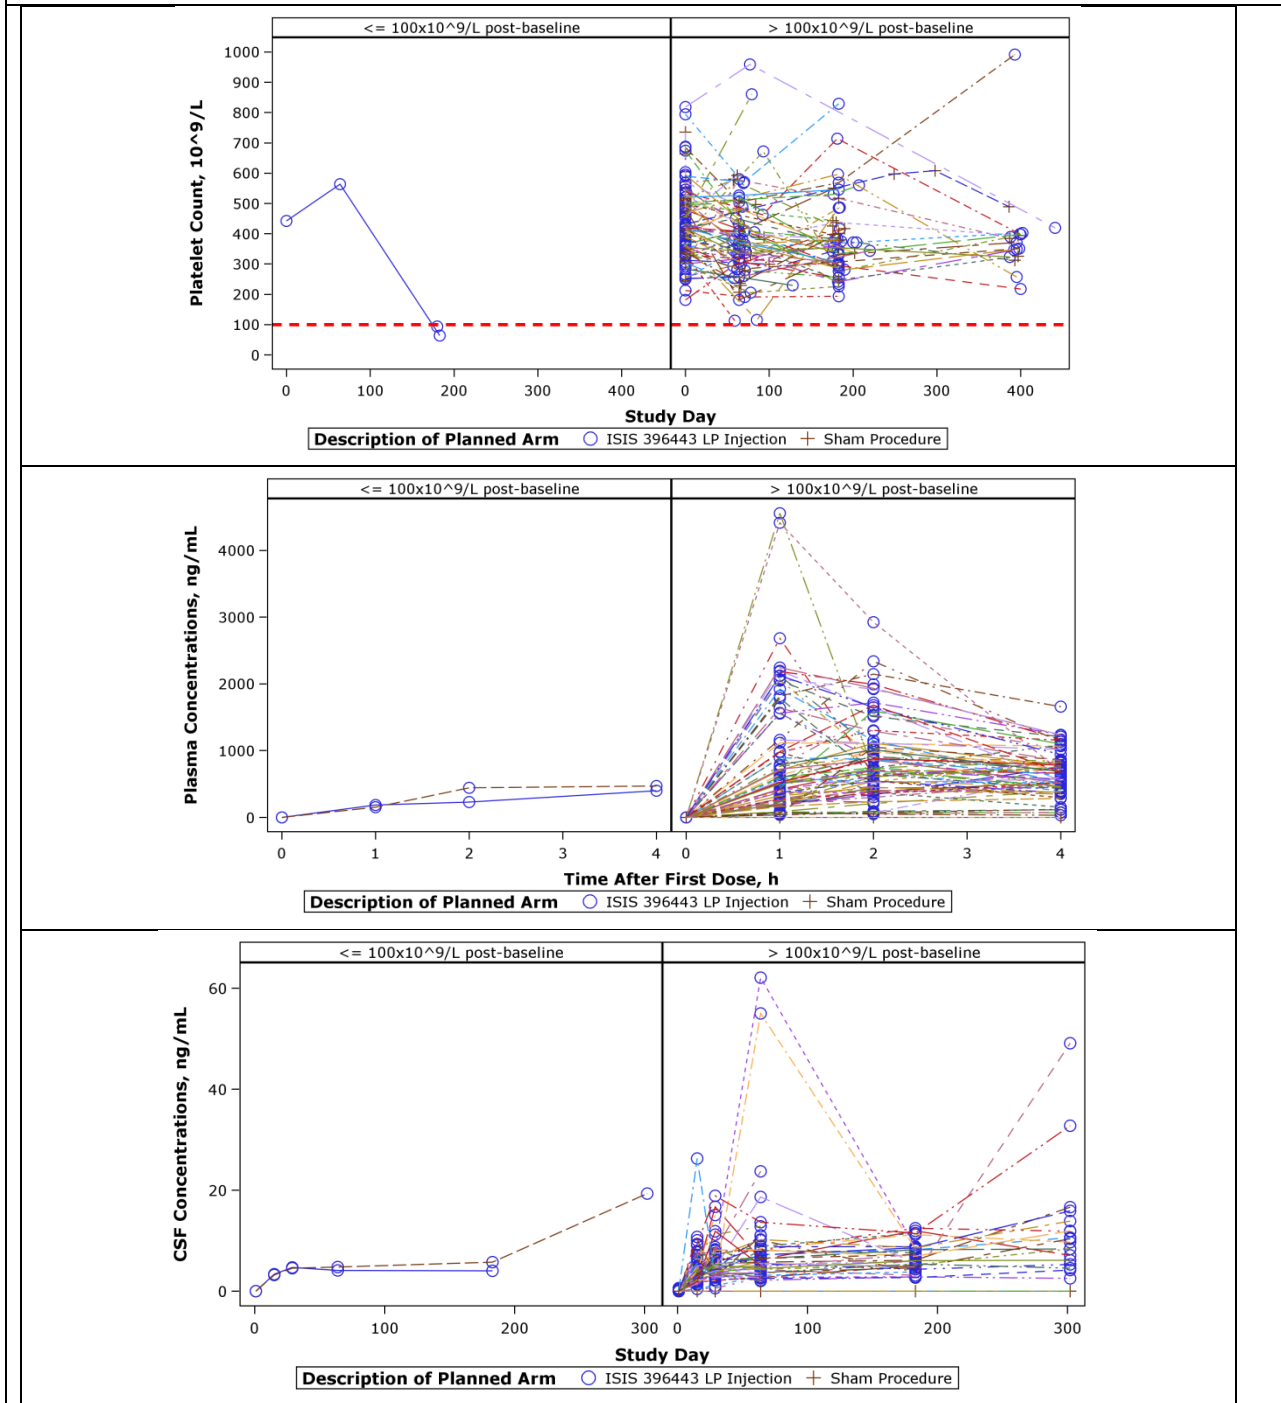 <= 100x10^9/L post-baseline > 100x10^9/L post-baseline
Platelet Count, 10^9/L
1000
900
800
700
600
500
400
300
200
100
0
0 100 200 300 400 0 100 200 300 400
Study Day
Description of Planned Arm ISIS 396443 LP Injection Sham Procedure
<= 100x10^9/L post-baseline > 100x10^9/L post-baseline
Plasma Concentrations, ng/mL
4000
3000
2000
1000
0
0 1 2 3 4 0 1 2 3 4
Time After First Dose, h
Description of Planned Arm ISIS 396443 LP Injection Sham Procedure
<= 100x10^9/L post-baseline > 100x10^9/L post-baseline
CSF Concentrations, ng/mL
60
40
20
0
0 100 200 300 0 100 200 300
Study Day
Description of Planned Arm ISIS 396443 LP Injection Sham Procedure